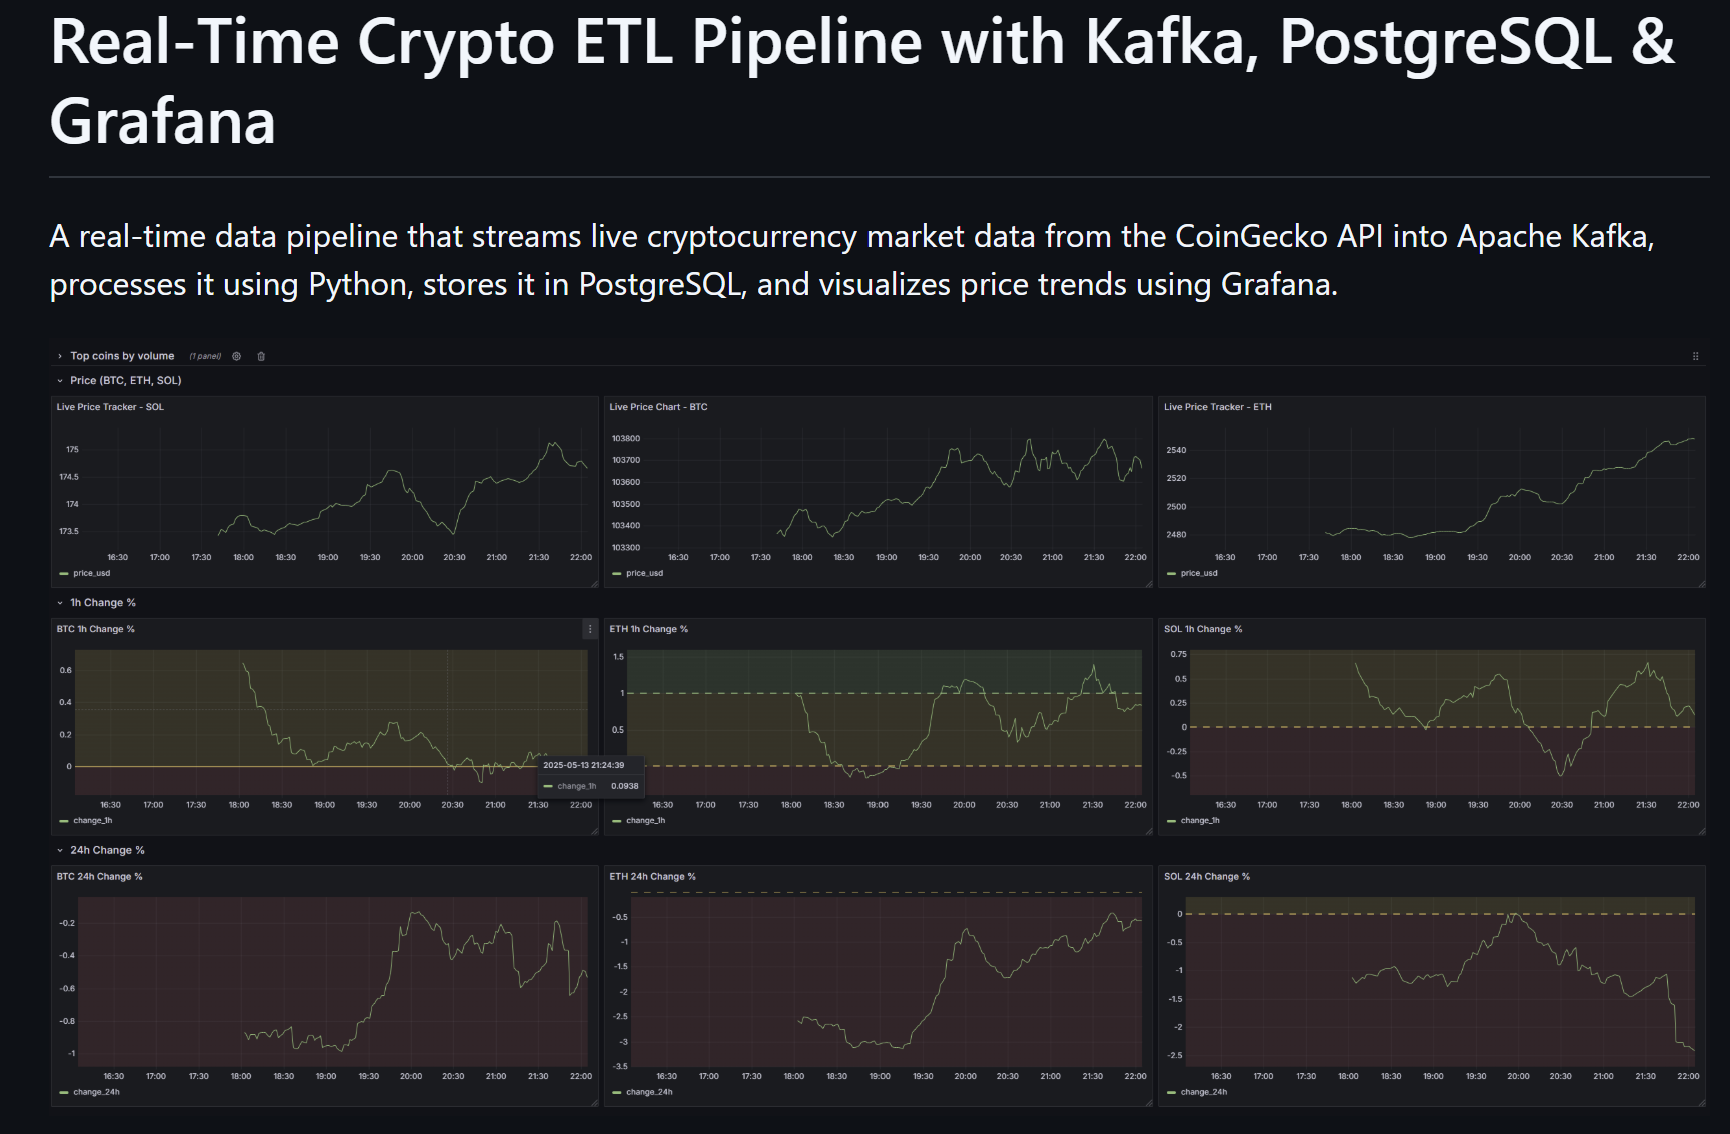 Real-Time Crypto ETL Pipeline with Kafka, PostgreSQL &
Grafana
A real-time data pipeline that streams live cryptocurrency market data from the CoinGecko API into Apache Kafka,
processes it using Python, stores it in PostgreSQL, and visualizes price trends using Grafana.
Top coins by volume (1 panel)
Price (BTC, ETH, SOL)
Live Price Tracker - SOL
175
174.5
174
173.5
16:30 17:00 17:30 18:00 18:30 19:00 19:30 20:00 20:30 21:00 21:30 22:00
price_usd
Live Price Chart - BTC
103800
103700
103600
103500
103400
103300
16:30 17:00 17:30 18:00 18:30 19:00 19:30 20:00 20:30 21:00 21:30 22:00
price_usd
Live Price Tracker - ETH
2540
2520
2500
2480
16:30 17:00 17:30 18:00 18:30 19:00 19:30 20:00 20:30 21:00 21:30 22:00
price_usd
1h Change %
BTC 1h Change %
0.6
0.4
0.2
0
16:30 17:00 17:30 18:00 18:30 19:00 19:30 20:00 20:30 21:00 21:30 22:00
change_1h
2025-05-13 21:24:39
change_1h 0.0938
ETH 1h Change %
1.5
1
0.5
16:30 17:00 17:30 18:00 18:30 19:00 19:30 20:00 20:30 21:00 21:30 22:00
change_1h
SOL 1h Change %
0.75
0.5
0.25
0
-0.25
-0.5
16:30 17:00 17:30 18:00 18:30 19:00 19:30 20:00 20:30 21:00 21:30 22:00
change_1h
24h Change %
BTC 24h Change %
-0.2
-0.4
-0.6
-0.8
-1
16:30 17:00 17:30 18:00 18:30 19:00 19:30 20:00 20:30 21:00 21:30 22:00
change_24h
ETH 24h Change %
-0.5
-1
-1.5
-2
-2.5
-3
-3.5
16:30 17:00 17:30 18:00 18:30 19:00 19:30 20:00 20:30 21:00 21:30 22:00
change_24h
SOL 24h Change %
0
-0.5
-1
-1.5
-2
-2.5
16:30 17:00 17:30 18:00 18:30 19:00 19:30 20:00 20:30 21:00 21:30 22:00
change_24h